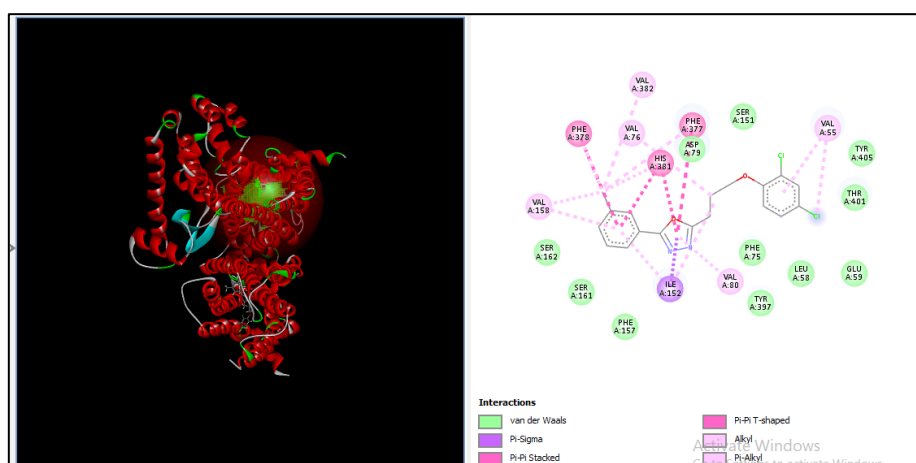 VAL
A:382
SER
A:151
PHE
A:378
VAL
A:76
PHE
A:377
ASP
A:79
VAL
A:55
HIS
A:381
TYR
A:405
Cl
O
THR
A:401
VAL
A:158
Cl
O
N
N
SER
A:162
PHE
A:75
LEU
A:58
GLU
A:59
SER
A:161
ILE
A:152
VAL
A:80
TYR
A:397
PHE
A:157
Interactions
van der Waals
Pi-Pi T-shaped
Pi-Sigma
Alkyl
Activate Windows
Pi-Pi Stacked
Pi-Alkyl